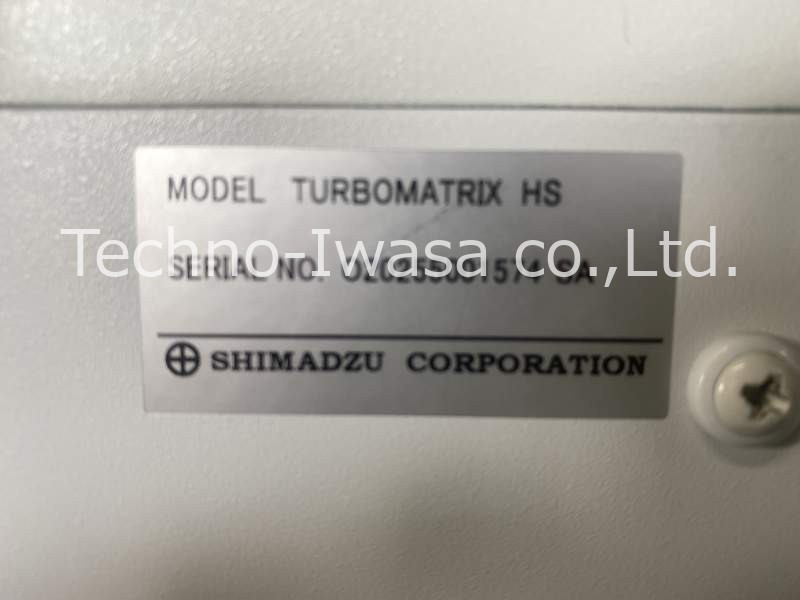 MODEL TURBOMATRIX HS
Techno-Iwasa co.,Ltd.
SERIAL NO.
SHIMADZU CORPORATION